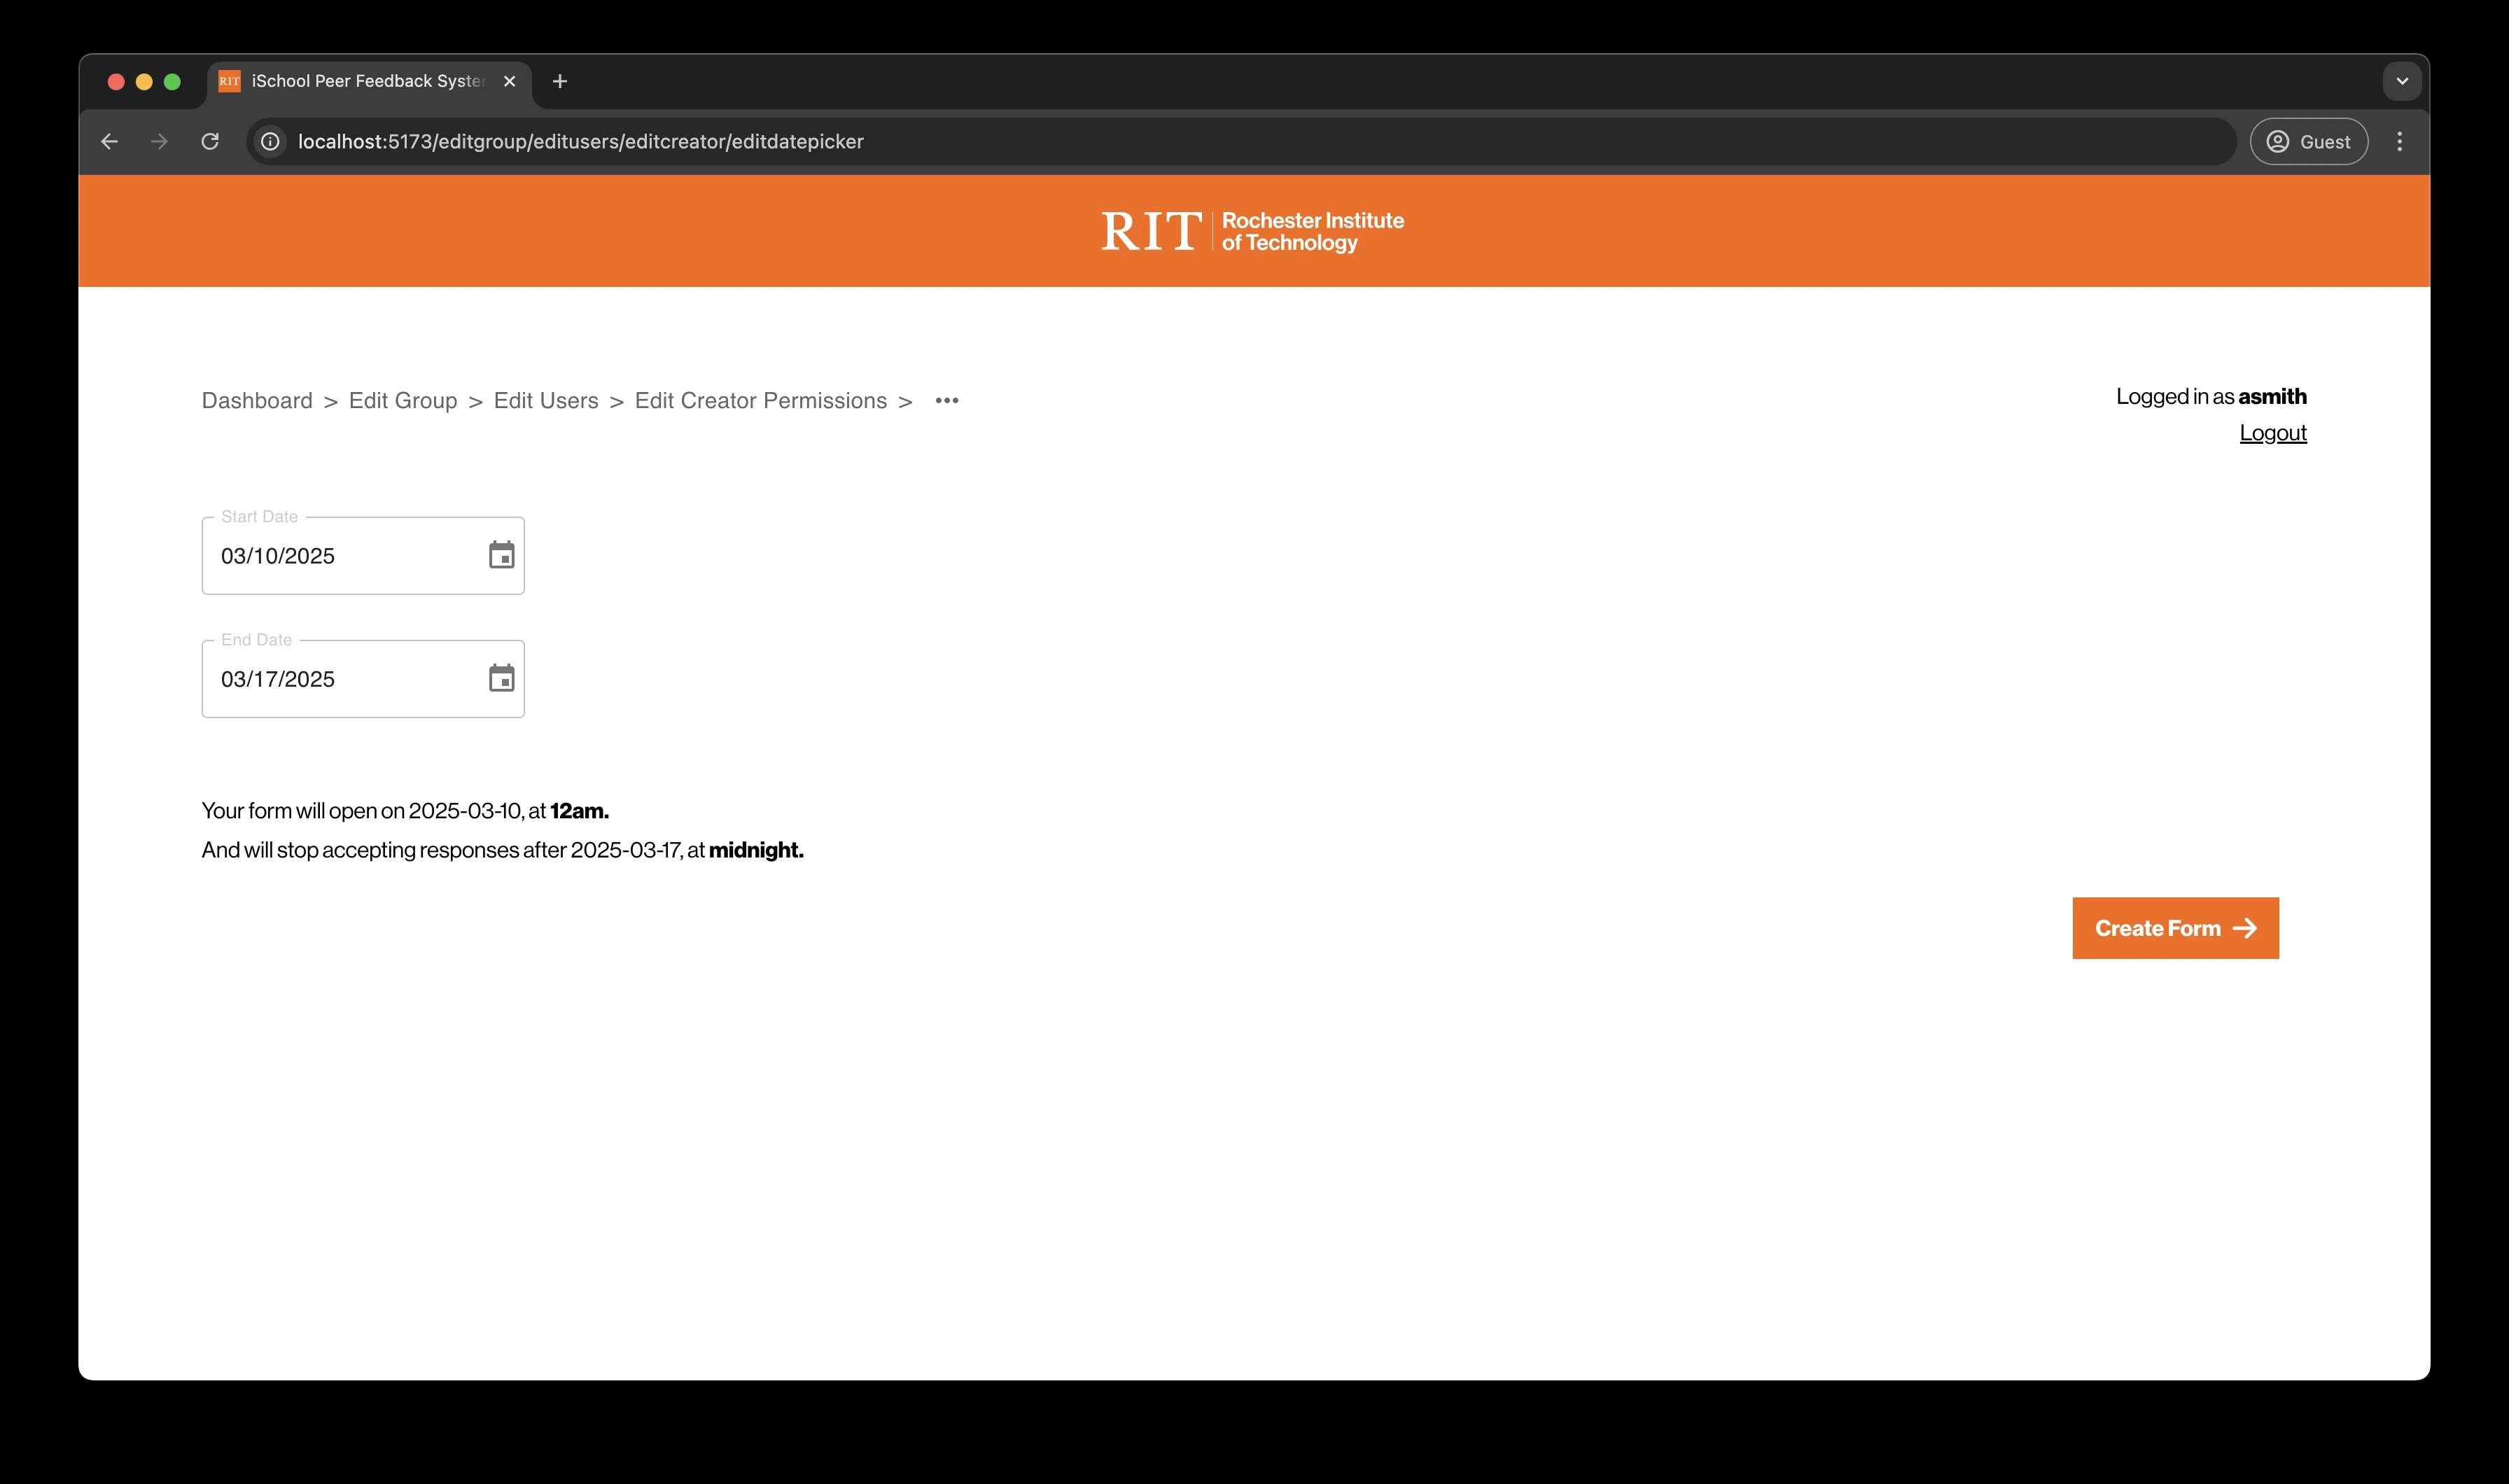 RIT iSchool Peer Feedback Syste
localhost:5173/editgroup/editusers/editcreator/editdatepicker
Guest
RIT
Rochester Institute
of Technology
Dashboard > Edit Group > Edit Users > Edit Creator Permissions > •••
Logged in as asmith
Logout
Start Date
03/10/2025
End Date
03/17/2025
Your form will open on 2025-03-10, at 12am.
And will stop accepting responses after 2025-03-17, at midnight.
Create Form →